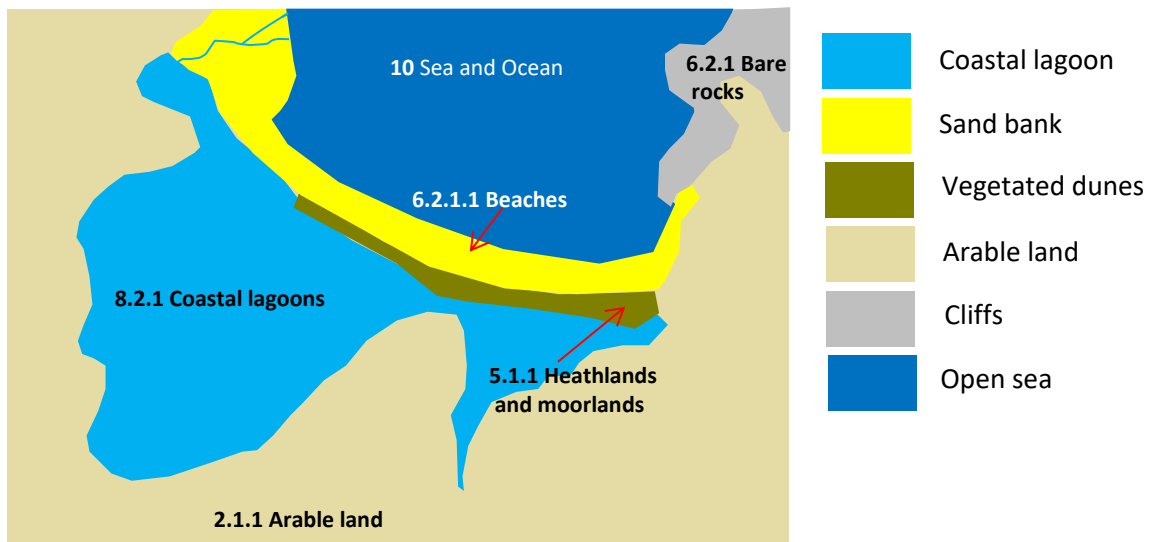 10 Sea and Ocean
6.2.1 Bare
rocks
6.2.1.1 Beaches
8.2.1 Coastal lagoons
5.1.1 Heathlands
and moorlands
2.1.1 Arable land
Coastal lagoon
Sand bank
Vegetated dunes
Arable land
Cliffs
Open sea